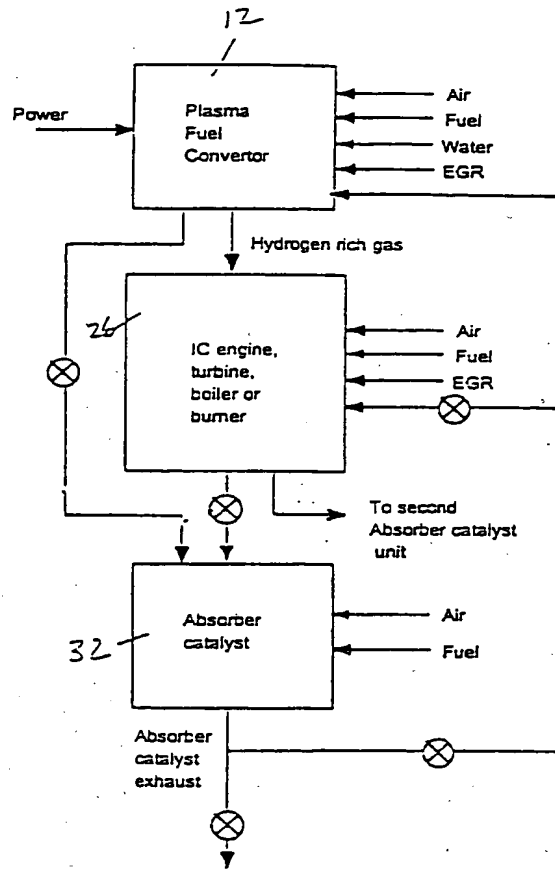 12
Power
Plasma
Fuel
Convertor
Air
Fuel
Water
EGR
Hydrogen rich gas
26
IC engine,
turbine,
boiler or
burner
Air
Fuel
EGR
To second
Absorber catalyst
unit
32
Absorber
catalyst
Air
Fuel
Absorber
catalyst
exhaust